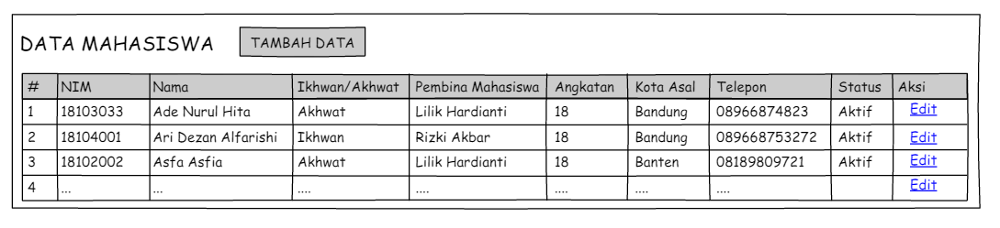 DATA MAHASISWA TAMBAH DATA
# NIM Nama Ikhwan/Akhwat Pembina Mahasiswa Angkatan Kota Asal Telepon Status Aksi
1 18103033 Ade Nurul Hita Akhwat Lilik Hardianti 18 Bandung 08966874823 Aktif Edit
2 18104001 Ari Dezan Alfarishi Ikhwan Rizki Akbar 18 Bandung 089668753272 Aktif Edit
3 18102002 Asfa Asfia Akhwat Lilik Hardianti 18 Banten 08189809721 Aktif Edit
4 ... ... .... .... .... .... .... Edit